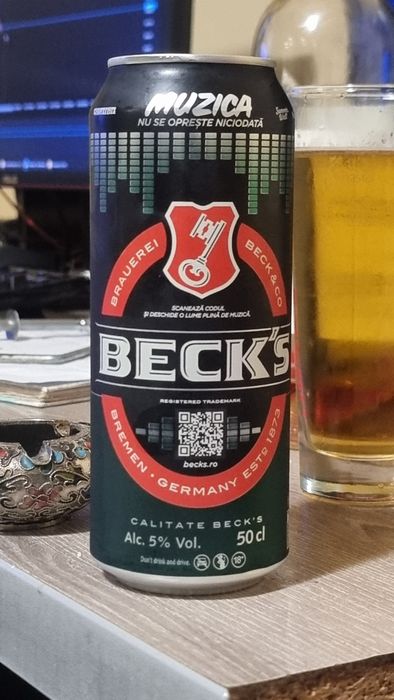 MUZICA
NU SE OPREȘTE NICIODATĂ
BRAUEREI BECK & CO
SCANEAZĂ CODUL
ȘI DESCHIDE O LUME PLINĂ DE MUZICĂ.
BECK'S
REGISTERED TRADEMARK
becks.ro
BREMEN · GERMANY ESTD 1873
CALITATE BECK'S
Alc. 5% Vol. 50 cl
Don't drink and drive. 18+